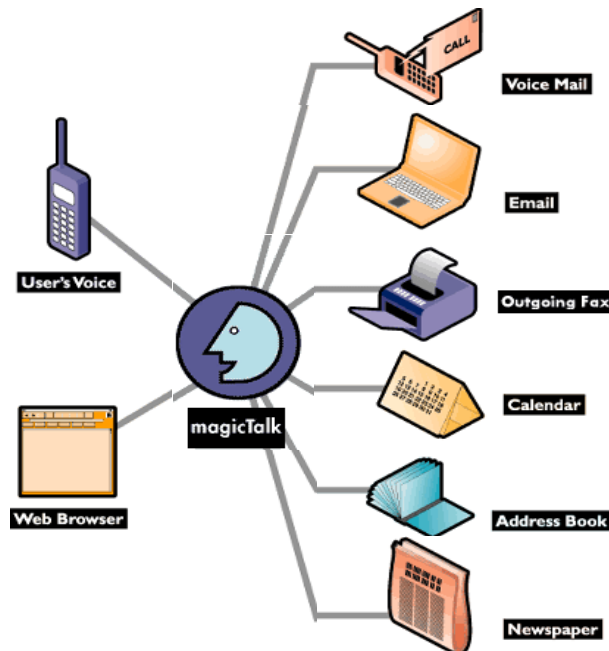 CALL
Voice Mail
Email
User's Voice
Outgoing Fax
magicTalk
Calendar
Web Browser
Address Book
Newspaper